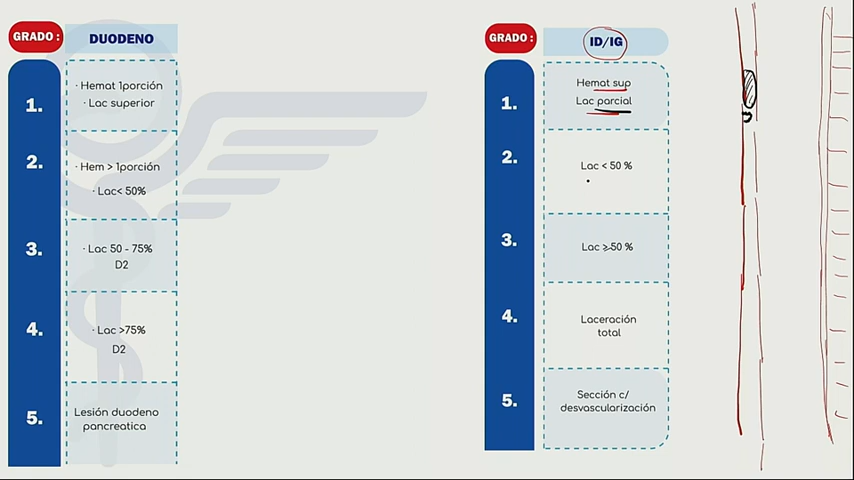 GRADO :
DUODENO
1.
· Hemat 1porción
· Lac superior
2.
· Hem > 1porción
· Lac< 50%
3.
· Lac 50 - 75%
D2
4.
· Lac >75%
D2
5.
Lesión duodeno
pancreatica
GRADO :
ID/IG
1.
Hemat sup
Lac parcial
2.
Lac < 50 %
3.
Lac ≥ 50 %
4.
Laceración
total
5.
Sección c/
desvascularización